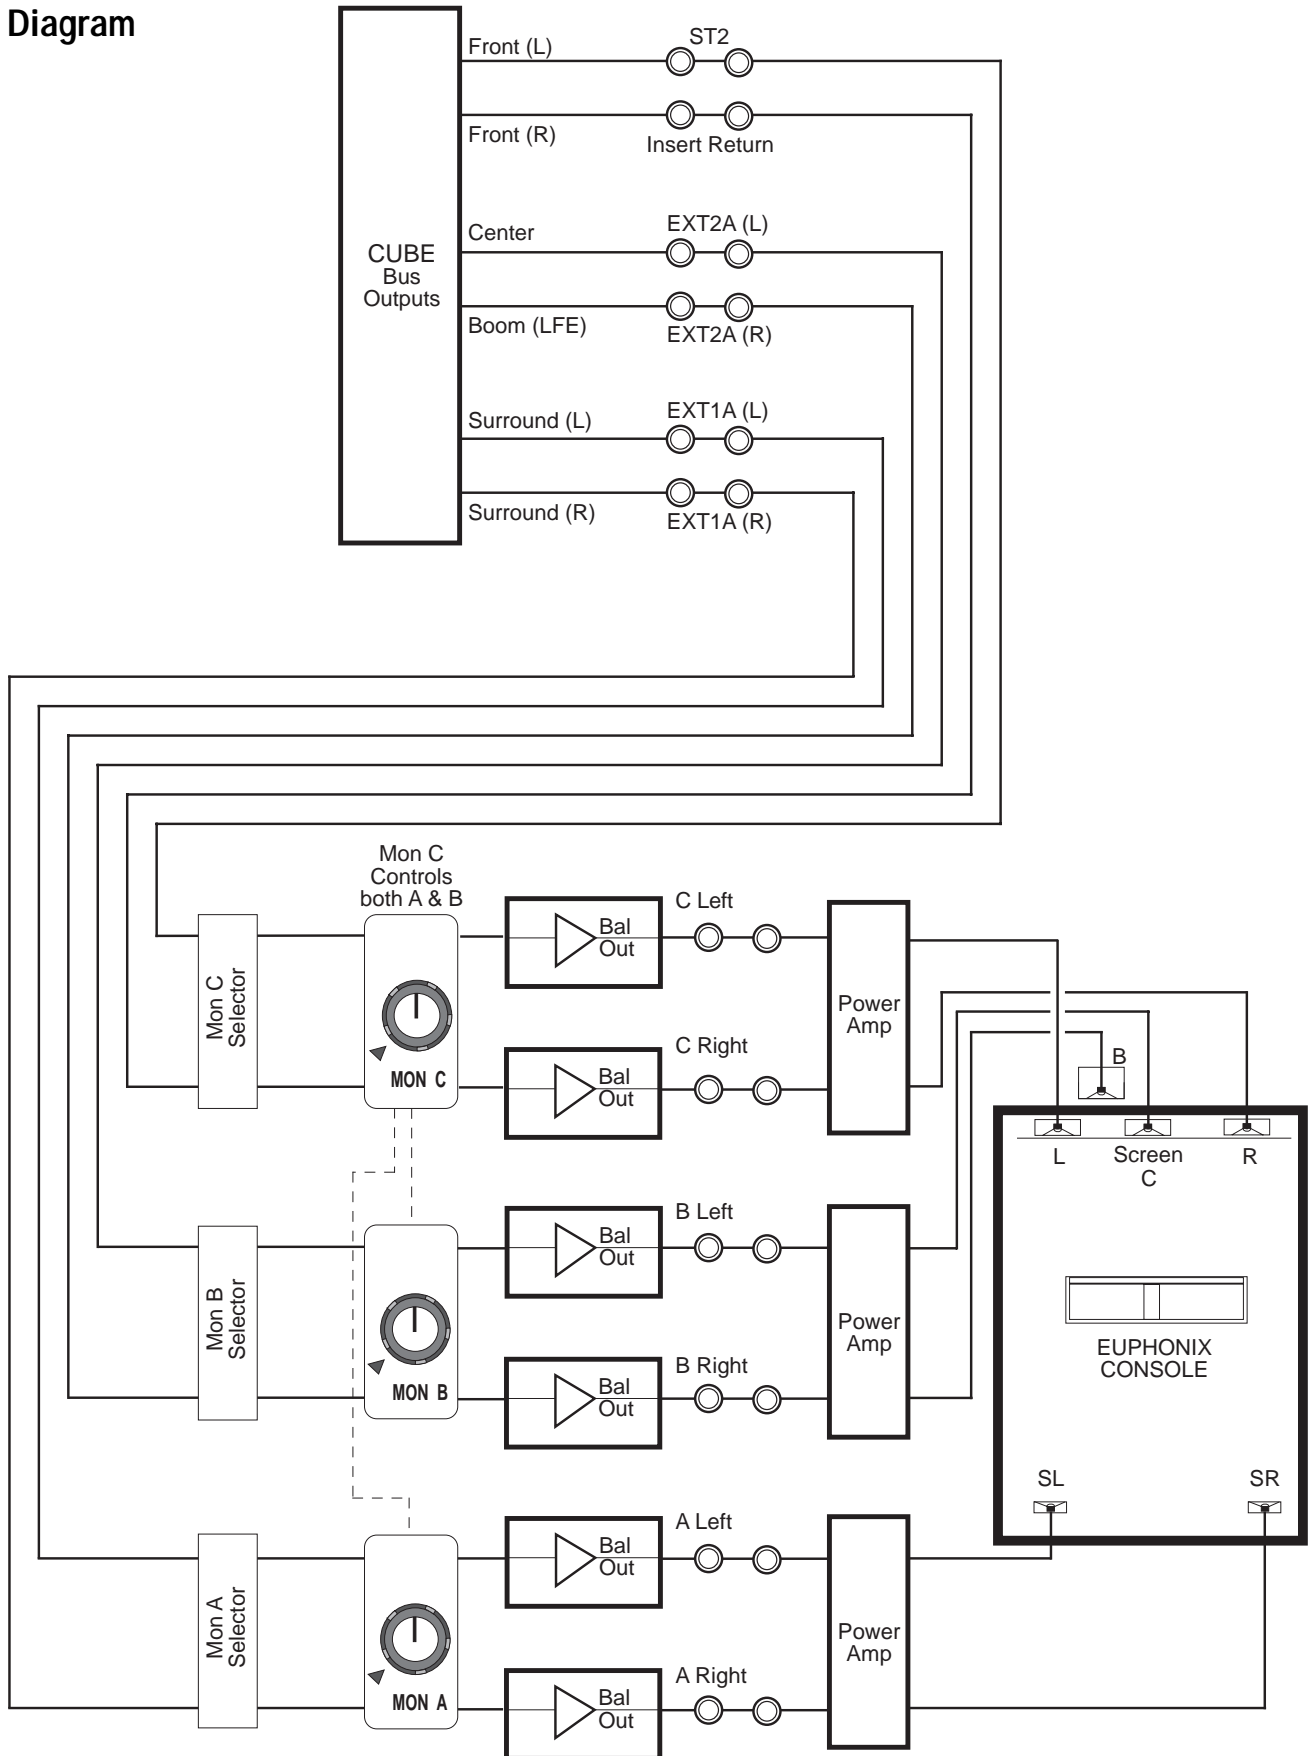 Diagram
CUBE
Bus
Outputs
Front (L)
ST2
Front (R)
Insert Return
Center
EXT2A (L)
Boom (LFE)
EXT2A (R)
Surround (L)
EXT1A (L)
Surround (R)
EXT1A (R)
Mon C
Controls
both A & B
Mon C
Selector
MON C
Bal
Out
C Left
Bal
Out
C Right
Power
Amp
Mon B
Selector
MON B
Bal
Out
B Left
Bal
Out
B Right
Power
Amp
Mon A
Selector
MON A
Bal
Out
A Left
Bal
Out
A Right
Power
Amp
B
L
Screen
C
R
EUPHONIX
CONSOLE
SL
SR